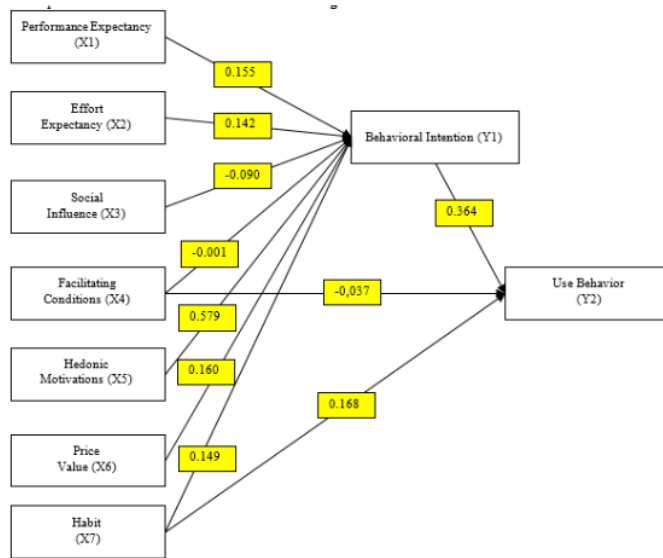 Performance Expectancy
(X1)
0.155
Effort
Expectancy (X2)
0.142
Behavioral Intention (Y1)
Social
Influence (X3)
-0.090
0.364
Facilitating
Conditions (X4)
-0.001
-0,037
Use Behavior
(Y2)
0.579
Hedonic
Motivations (X5)
0.160
0.168
Price
Value (X6)
0.149
Habit
(X7)